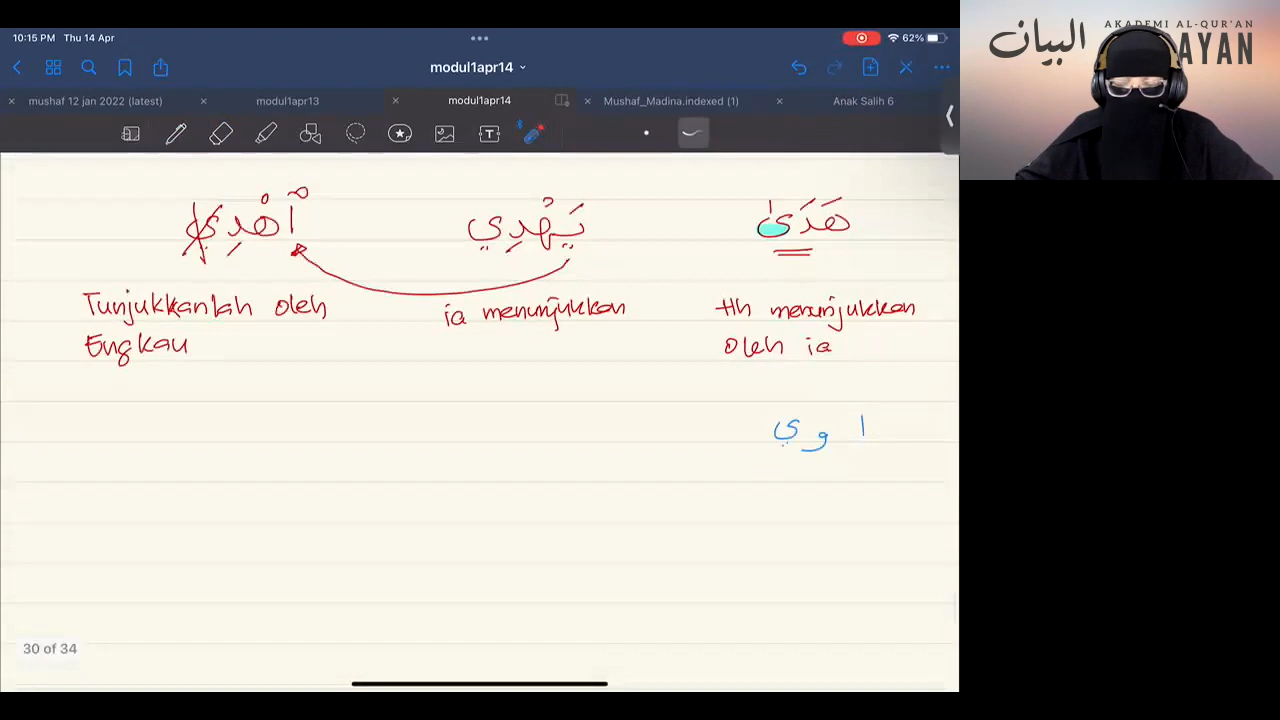 10:15 PM Thu 14 Apr
62%
modul1apr14
mushaf 12 jan 2022 (latest)
modul1apr13
modul1apr14
Mushaf_Madina.indexed (1)
Anak Salih 6
AKADEMI AL-QUR'AN
البيان
AYAN
هَدَىٰ يَهْدِي اهْدِي
Tunjukkanlah oleh Engkau
ia menunjukkan
tlh menunjukkan oleh ia
ا و ي
30 of 34